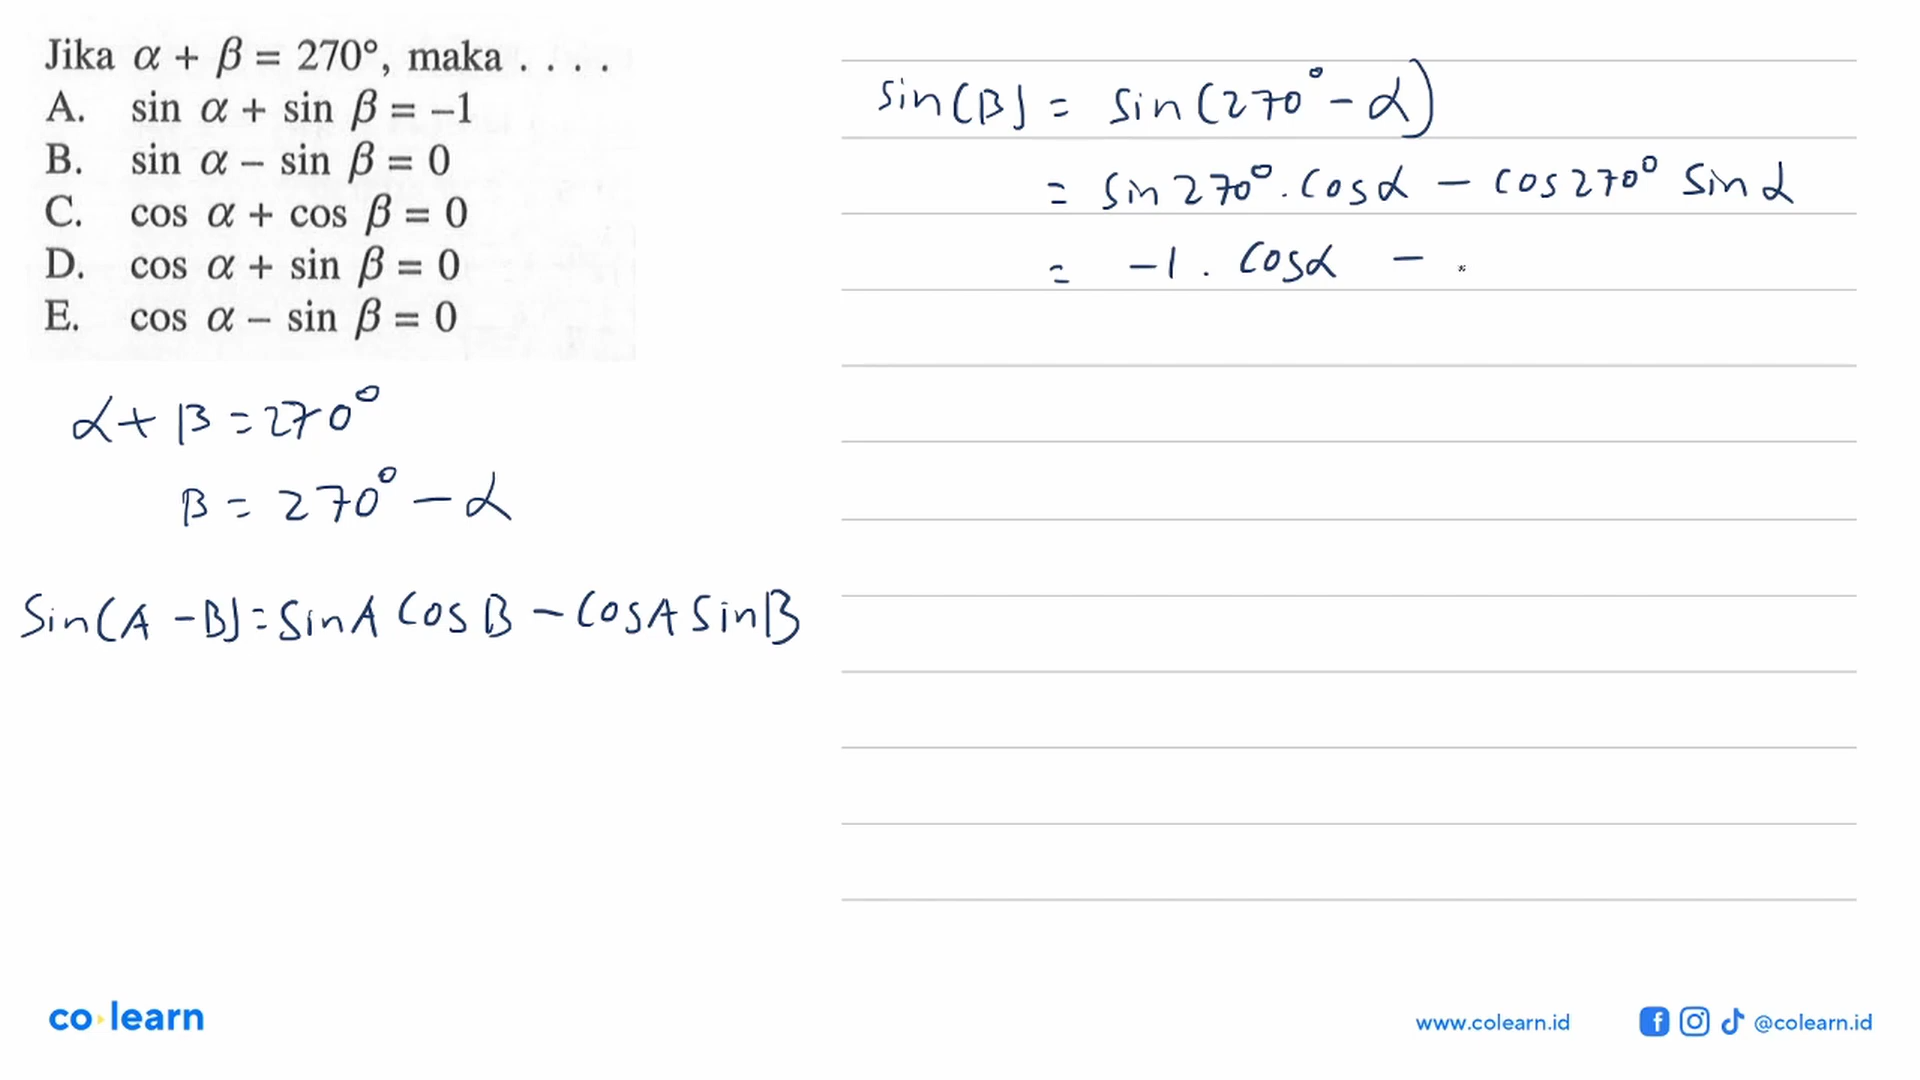 Jika α + β = 270°, maka . . . .
A. sin α + sin β = –1
B. sin α – sin β = 0
C. cos α + cos β = 0
D. cos α + sin β = 0
E. cos α – sin β = 0
α + β = 270°
β = 270° – α
Sin(A – B) = Sin A Cos B – Cos A Sin B
Sin(β) = Sin(270° – α)
= Sin 270° . Cos α – Cos 270° Sin α
= –1 . Cos α –
co learn
www.colearn.id @colearn.id